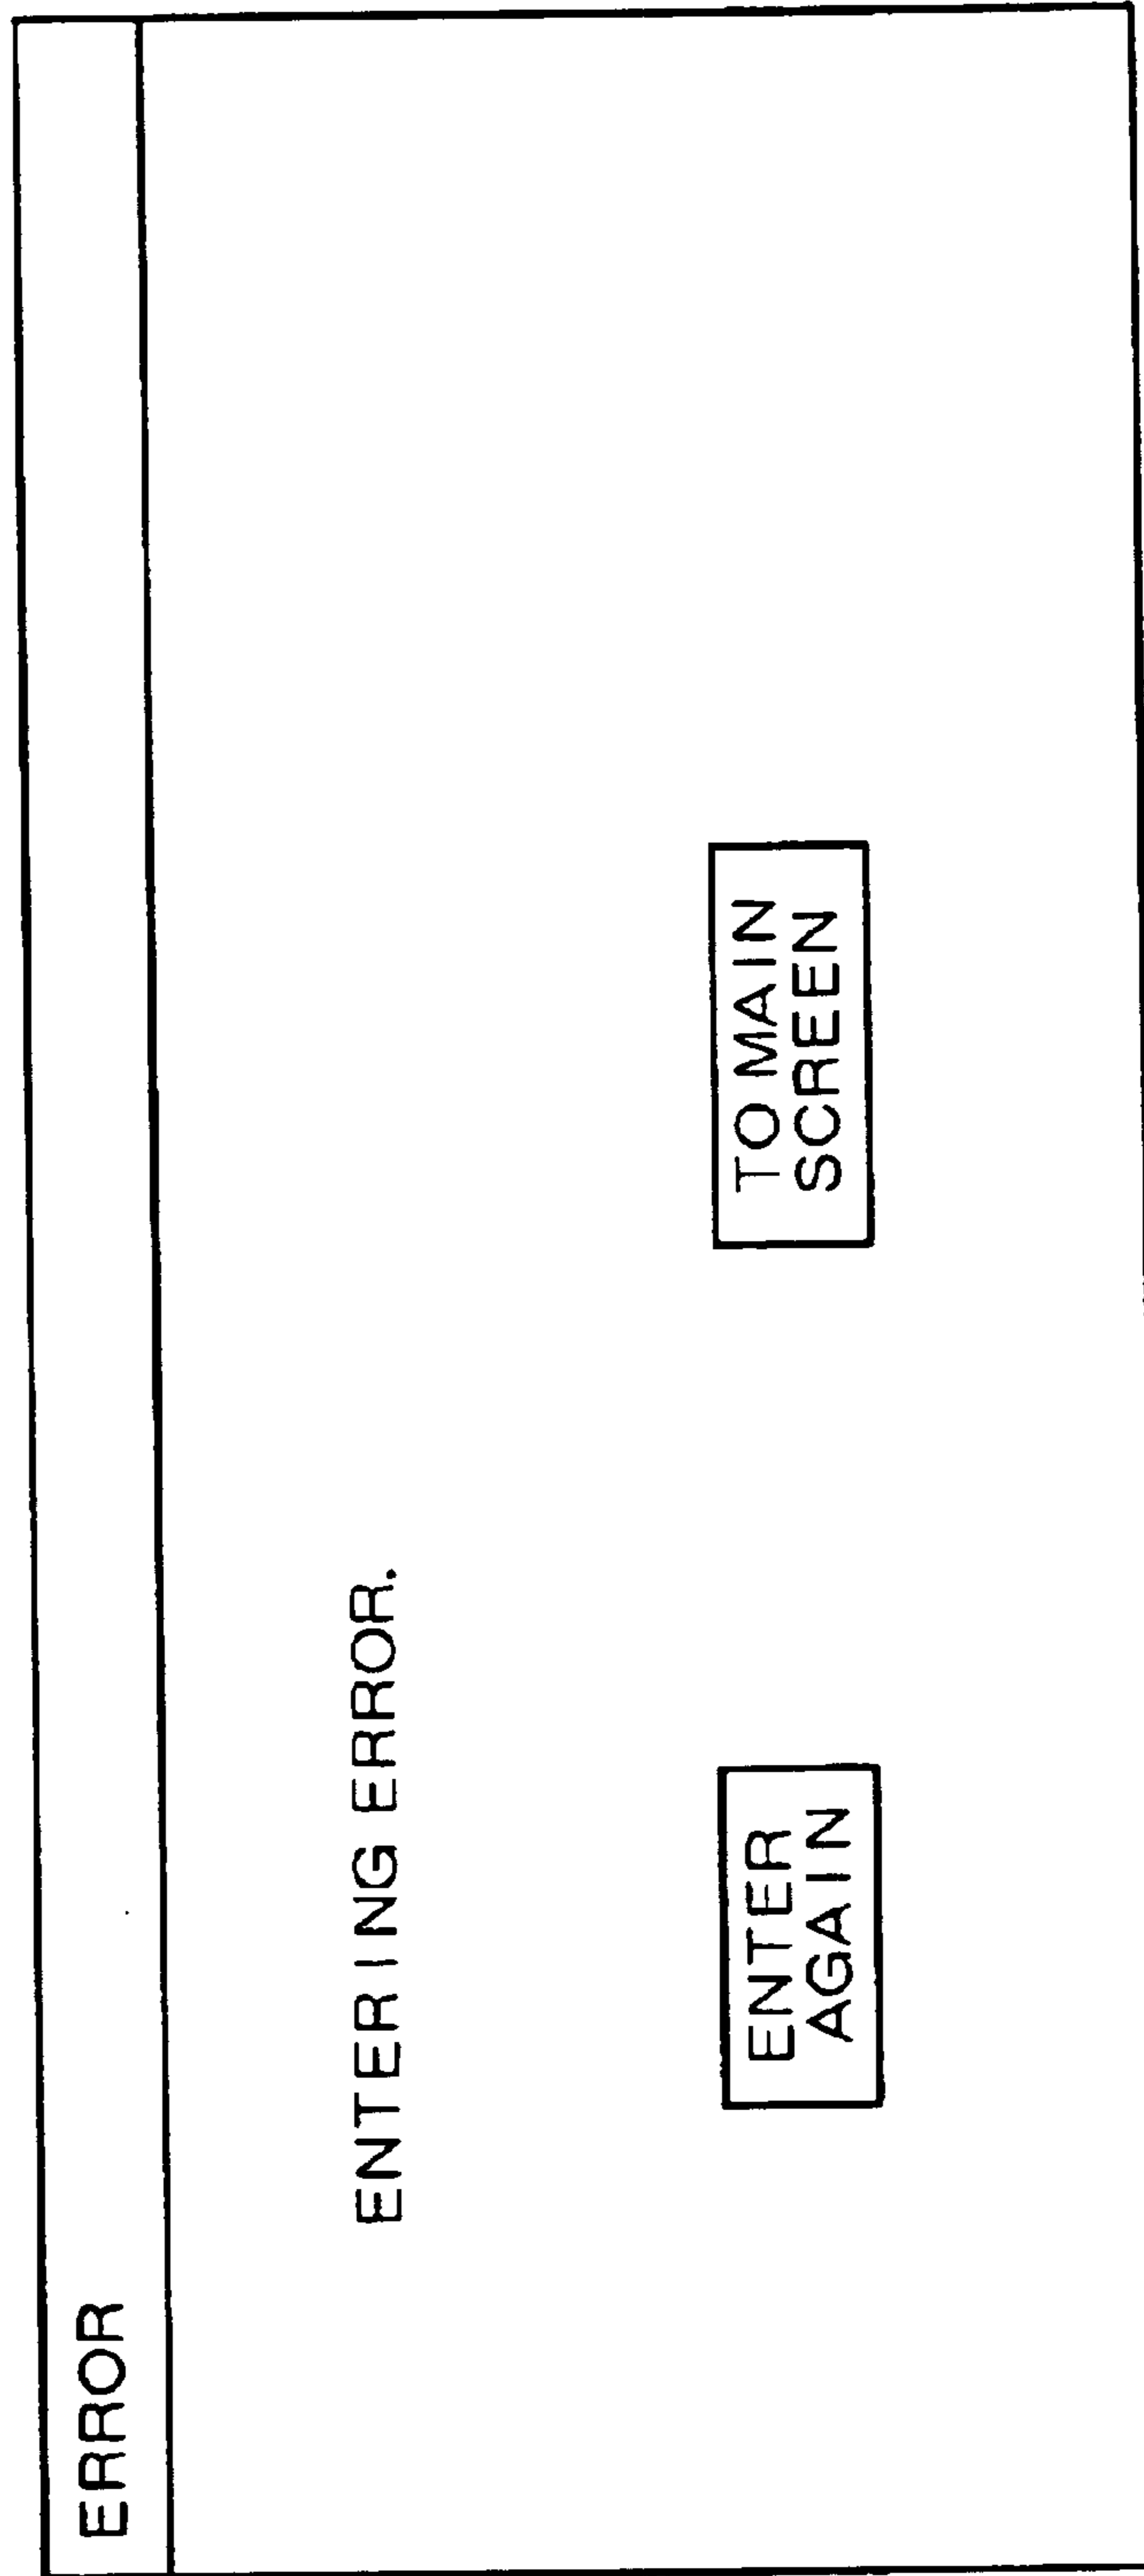 ERROR
ENTERING ERROR.
ENTER
AGAIN
TO MAIN
SCREEN